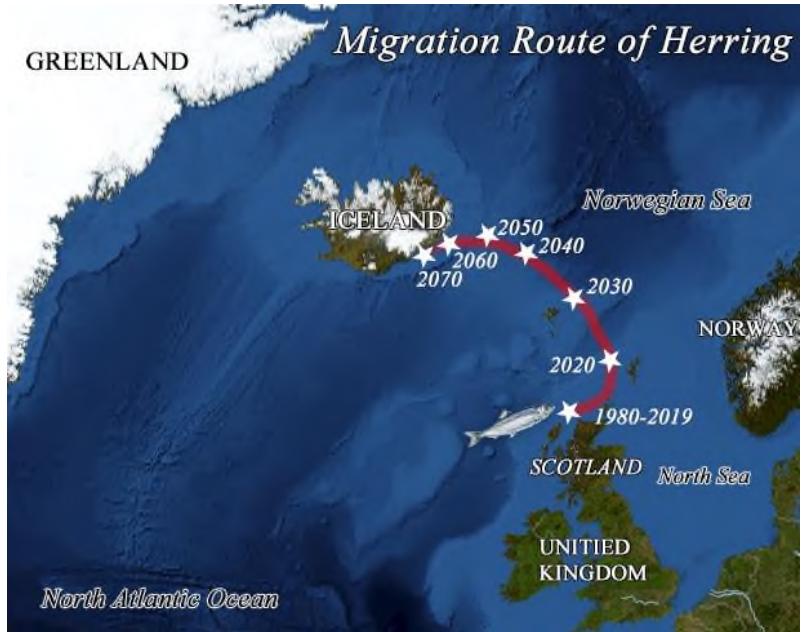 Migration Route of Herring
GREENLAND
Norwegian Sea
ICELAND
2050
2040
2060
2070
2030
NORWAY
2020
1980-2019
SCOTLAND
North Sea
UNITIED
KINGDOM
North Atlantic Ocean